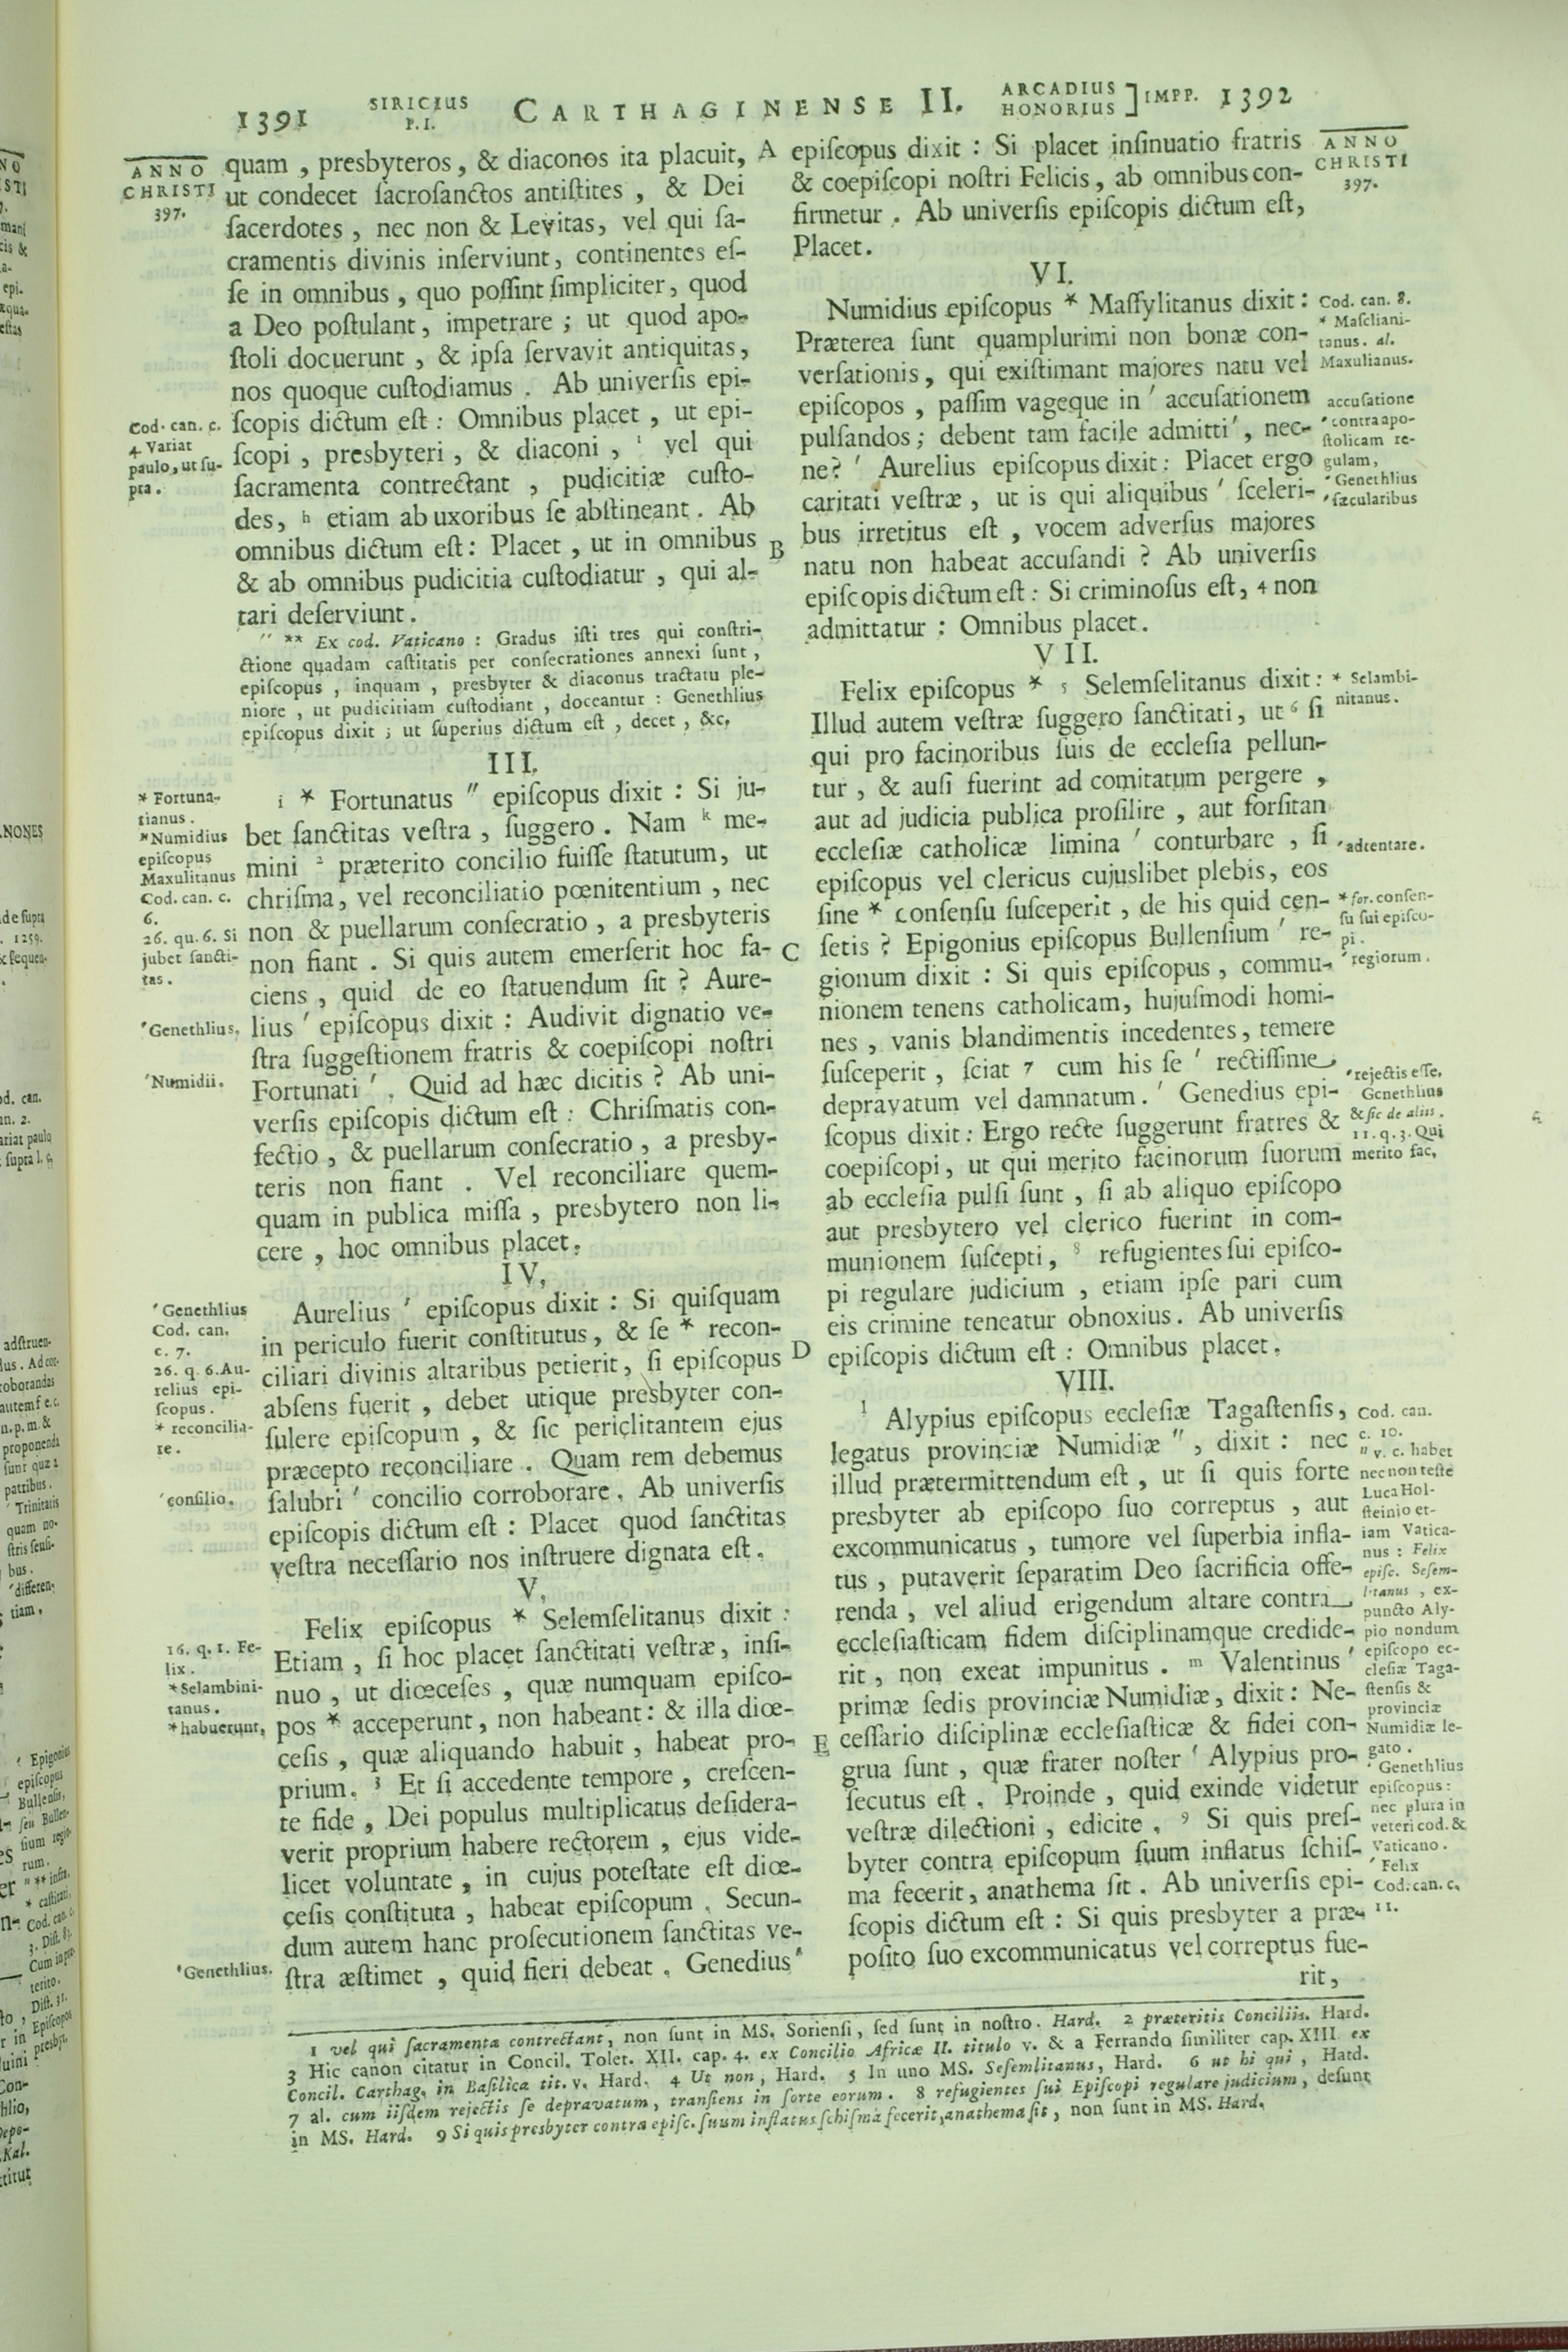 1391 SIRICIUS P. I. CARTHAGINENSE II. ARCADIUS HONORIUS ] IMPP. 1392
ANNO
CHRISTI
397.
quam , presbyteros, & diaconos ita placuit,
ut condecet ſacroſanctos antiſtites , & Dei
ſacerdotes , nec non & Levitas, vel qui ſa-
cramentis divinis inſerviunt, continentes eſ-
ſe in omnibus , quo poſſint ſimpliciter, quod
a Deo poſtulant, impetrare ; ut quod apo-
ſtoli docuerunt , & ipſa ſervavit antiquitas,
nos quoque cuſtodiamus . Ab univerſis epi-
ſcopis dictum eſt : Omnibus placet , ut epi-
ſcopi , presbyteri , & diaconi , ¹ vel qui
ſacramenta contrectant , pudicitiæ cuſto-
des, ʰ etiam ab uxoribus ſe abſtineant . Ab
omnibus dictum eſt : Placet , ut in omnibus
& ab omnibus pudicitia cuſtodiatur , qui al-
tari deſerviunt.
Cod. can. c.
4. Variat
paulo, ut ſu-
pra .
" ** Ex cod. Vaticano : Gradus iſti tres qui conſtri-
ctione quadam caſtitatis per conſecrationes annexi ſunt ,
epiſcopus , inquam , presbyter & diaconus tractatu ple-
niore , ut pudicitiam cuſtodiant , doceantur : Genethlius
epiſcopus dixit ; ut ſuperius dictum eſt , decet , &c.
III.
i * Fortunatus " epiſcopus dixit : Si ju-
bet ſanctitas veſtra , ſuggero . Nam ᵏ me-
mini ² præterito concilio fuiſſe ſtatutum, ut
chriſma, vel reconciliatio pœnitentium , nec
non & puellarum conſecratio , a presbyteris
non fiant . Si quis autem emerſerit hoc fa-
ciens , quid de eo ſtatuendum ſit ? Aure-
lius ' epiſcopus dixit : Audivit dignatio ve-
ſtra ſuggeſtionem fratris & coepiſcopi noſtri
Fortunati ' . Quid ad hæc dicitis ? Ab uni-
verſis epiſcopis dictum eſt : Chriſmatis con-
fectio , & puellarum conſecratio , a presby-
teris non fiant . Vel reconciliare quem-
quam in publica miſſa , presbytero non li-
cere , hoc omnibus placet.
* Fortuna-
tianus .
" Numidius
epiſcopus
Maxulitanus
Cod. can. c.
6.
26. qu. 6. Si
jubet ſancti-
tas .
' Genethlius.
' Numidii.
IV.
Aurelius ' epiſcopus dixit : Si quiſquam
in periculo fuerit conſtitutus, & ſe * recon-
ciliari divinis altaribus petierit, ſi epiſcopus
abſens fuerit , debet utique presbyter con-
ſulere epiſcopum , & ſic periclitantem ejus
præcepto reconciliare . Quam rem debemus
ſalubri ' concilio corroborare. Ab univerſis
epiſcopis dictum eſt : Placet quod ſanctitas
veſtra neceſſario nos inſtruere dignata eſt.
' Genethlius
Cod. can.
c. 7.
26. q. 6. Au-
relius epi-
ſcopus .
* reconcilia-
re .
' conſilio.
V.
Felix epiſcopus * Selemſelitanus dixit :
Etiam , ſi hoc placet ſanctitati veſtræ, inſi-
nuo , ut diœceſes , quæ numquam epiſco-
pos * acceperunt, non habeant : & illa diœ-
ceſis , quæ aliquando habuit , habeat pro-
prium. ³ Et ſi accedente tempore , creſcen-
te fide , Dei populus multiplicatus deſidera-
verit proprium habere rectorem , ejus vide-
licet voluntate , in cujus poteſtate eſt diœ-
ceſis conſtituta , habeat epiſcopum . Secun-
dum autem hanc proſecutionem ſanctitas ve-
ſtra æſtimet , quid fieri debeat . Genedius '
16. q. 1. Fe-
lix .
* Selambini-
tanus .
* habuerunt.
' Genethlius.
A
B
C
D
E
epiſcopus dixit : Si placet inſinuatio fratris
& coepiſcopi noſtri Felicis , ab omnibus con-
firmetur . Ab univerſis epiſcopis dictum eſt,
Placet.
ANNO
CHRISTI
397.
VI.
Numidius epiſcopus * Maſſylitanus dixit :
Præterea ſunt quamplurimi non bonæ con-
verſationis, qui exiſtimant majores natu vel
epiſcopos , paſſim vageque in ' accuſationem
pulſandos ; debent tam facile admitti ' , nec-
ne ? ' Aurelius epiſcopus dixit : Placet ergo
caritati veſtræ , ut is qui aliquibus ' ſceleri-
bus irretitus eſt , vocem adverſus majores
natu non habeat accuſandi ? Ab univerſis
epiſcopis dictum eſt : Si criminoſus eſt, 4 non
admittatur : Omnibus placet.
Cod. can. 8.
* Maſcliani-
tanus. al.
Maxulianus.
accuſatione
' contra apo-
ſtolicam re-
gulam,
' Genethlius
' ſæcularibus
VII.
Felix epiſcopus * 5 Selemſelitanus dixit :
Illud autem veſtræ ſuggero ſanctitati, ut ⁶ ſi
qui pro facinoribus ſuis de eccleſia pellun-
tur , & auſi fuerint ad comitatum pergere ,
aut ad judicia publica proſilire , aut forſitan
eccleſiæ catholicæ limina ' conturbare , ſi
epiſcopus vel clericus cujuslibet plebis, eos
ſine * conſenſu ſuſceperit , de his quid cen-
ſetis ? Epigonius epiſcopus Bullenſium ' re-
gionum dixit : Si quis epiſcopus , commu-
nionem tenens catholicam, hujuſmodi homi-
nes , vanis blandimentis incedentes, temere
ſuſceperit , ſciat 7 cum his ſe ' rectiſſime
depravatum vel damnatum. ' Genedius epi-
ſcopus dixit : Ergo recte ſuggerunt fratres &
coepiſcopi, ut qui merito facinorum ſuorum
ab eccleſia pulſi ſunt , ſi ab aliquo epiſcopo
aut presbytero vel clerico fuerint in com-
munionem ſuſcepti, ⁸ refugientes ſui epiſco-
pi regulare judicium , etiam ipſe pari cum
eis crimine teneatur obnoxius. Ab univerſis
epiſcopis dictum eſt : Omnibus placet.
* Selambi-
nitanus .
' adtentare .
* for. conſen-
ſu ſui epiſco-
pi .
' regiorum .
' rejectis eſſe.
Genethlius
& ſic de aliis .
11. q. 3. Qui
merito fac.
VIII.
¹ Alypius epiſcopus eccleſiæ Tagaſtenſis,
legatus provinciæ Numidiæ " , dixit : nec
illud prætermittendum eſt , ut ſi quis forte
presbyter ab epiſcopo ſuo correptus , aut
excommunicatus , tumore vel ſuperbia infla-
tus , putaverit ſeparatim Deo ſacrificia offe-
renda , vel aliud erigendum altare contra
eccleſiaſticam fidem diſciplinamque credide-
rit , non exeat impunitus . ᵐ Valentinus '
primæ ſedis provinciæ Numidiæ, dixit : Ne-
ceſſario diſciplinæ eccleſiaſticæ & fidei con-
grua ſunt , quæ frater noſter ' Alypius pro-
ſecutus eſt . Proinde , quid exinde videtur
veſtræ dilectioni , edicite . ⁹ Si quis preſ-
byter contra epiſcopum ſuum inflatus ſchiſ-
ma fecerit, anathema ſit . Ab univerſis epi-
ſcopis dictum eſt : Si quis presbyter a præ-
poſito ſuo excommunicatus vel correptus fue-
rit ,
Cod. can.
c. 10.
" v. c. habet
nec non teſte
Luca Hol-
ſteinio et-
iam Vatica-
nus : Felix
epiſc. Seſem-
litanus , ex-
puncto Aly-
pio nondum
epiſcopo ec-
cleſiæ Taga-
ſtenſis &
provinciæ
Numidiæ le-
gato .
' Genethlius
epiſcopus :
nec plura in
veteri cod. &
Vaticano .
' Felix
Cod. can. c.
11.
1 vel qui ſacramenta contrectant, non ſunt in MS. Sorienſi, ſed ſunt in noſtro. Hard. 2 præteritis Conciliis. Hard.
3 Hic canon citatur in Concil. Tolet. XII. cap. 4. ex Concilio Africæ II. titulo v. & a Ferrando ſimiliter cap. XIII. ex
Concil. Carthag. in Baſilica tit. v. Hard. 4 Ut non, Hard. 5 In uno MS. Seſemlitanus, Hard. 6 ut hi qui, Hard.
7 al. cum iiſdem rejectis ſe depravatum, tranſiens in ſorte eorum. 8 refugientes ſui Epiſcopi regulare judicium, deſunt
in MS. Hard. 9 Si quis presbyter contra epiſc. ſuum inflatus ſchiſma fecerit, anathema ſit, non ſunt in MS. Hard.